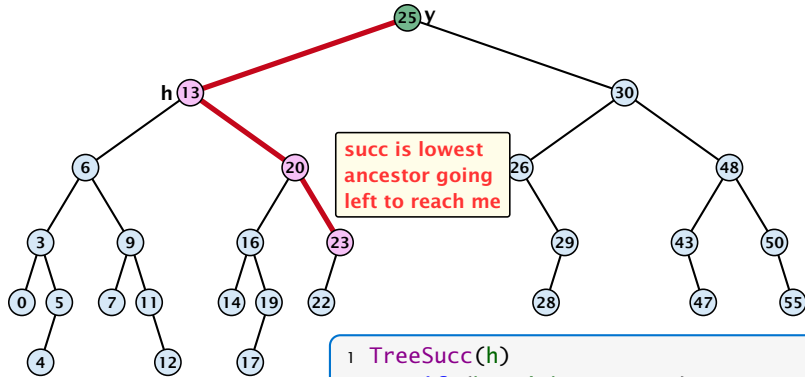 25 y
h 13 30
6 20 26 48
succ is lowest
ancestor going
left to reach me
3 9 16 23 29 43 50
0 5 7 11 14 19 22 28 47 55
4 12 17
1 TreeSucc(h)